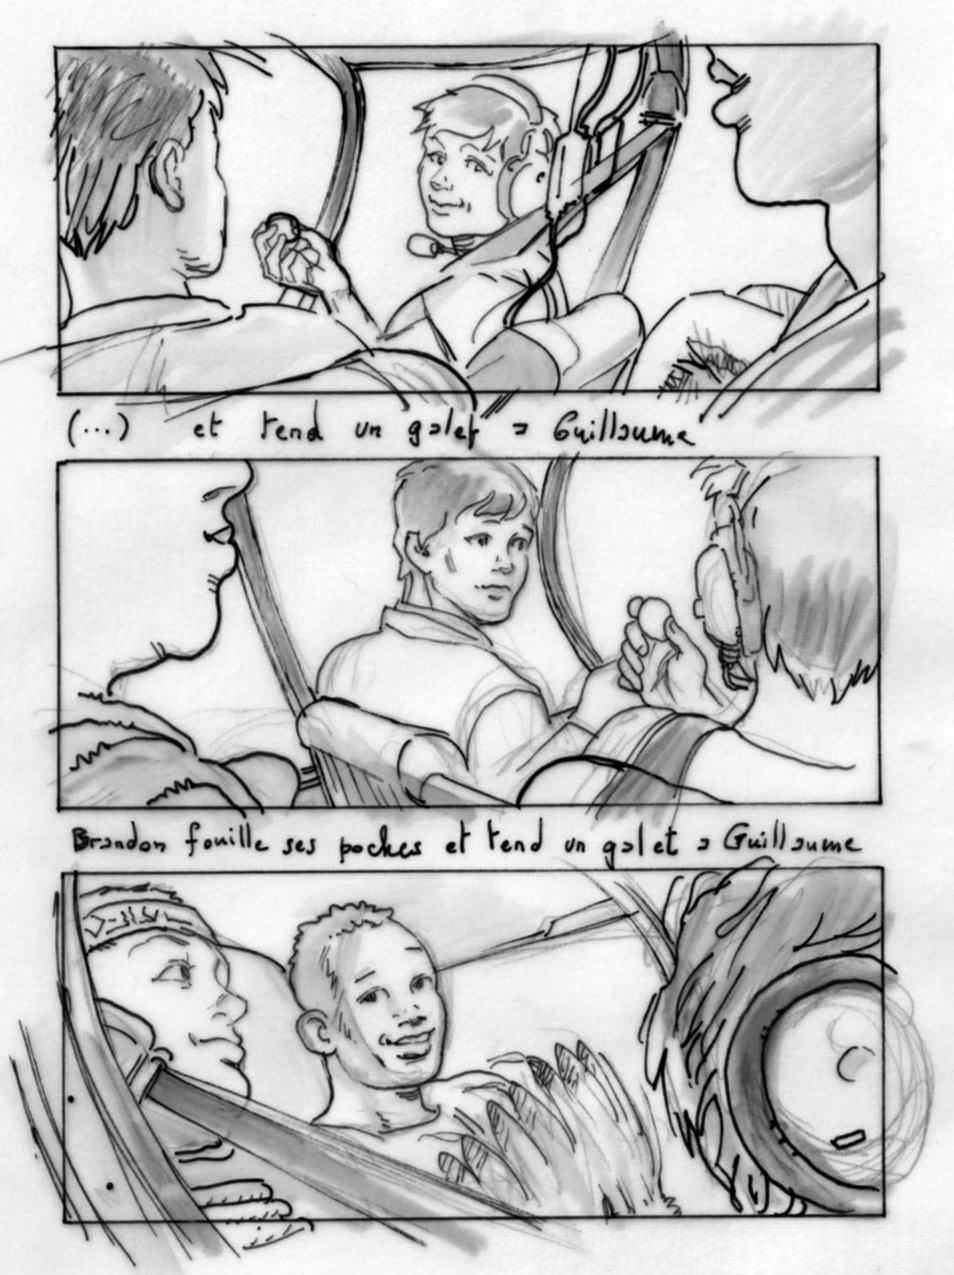 (...) et tend un galet a Guillaume
Brandon fouille ses poches et tend un galet a Guillaume